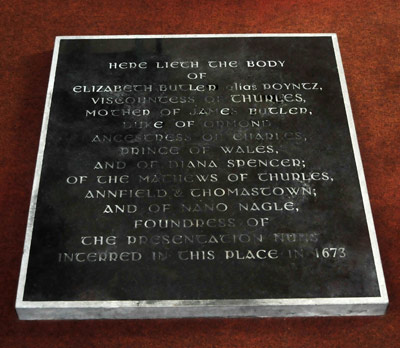 HERE LIETH THE BODY
OF
ELIZABETH BUTLER alias POYNTZ,
VISCOUNTESS OF THURLES,
MOTHER OF JAMES BUTLER,
DUKE OF ORMOND,
ANCESTRESS OF CHARLES,
PRINCE OF WALES,
AND OF DIANA SPENCER;
OF THE MATHEWS OF THURLES,
ANNFIELD & THOMASTOWN;
AND OF NANO NAGLE,
FOUNDRESS OF
THE PRESENTATION NUNS
INTERRED IN THIS PLACE IN 1673